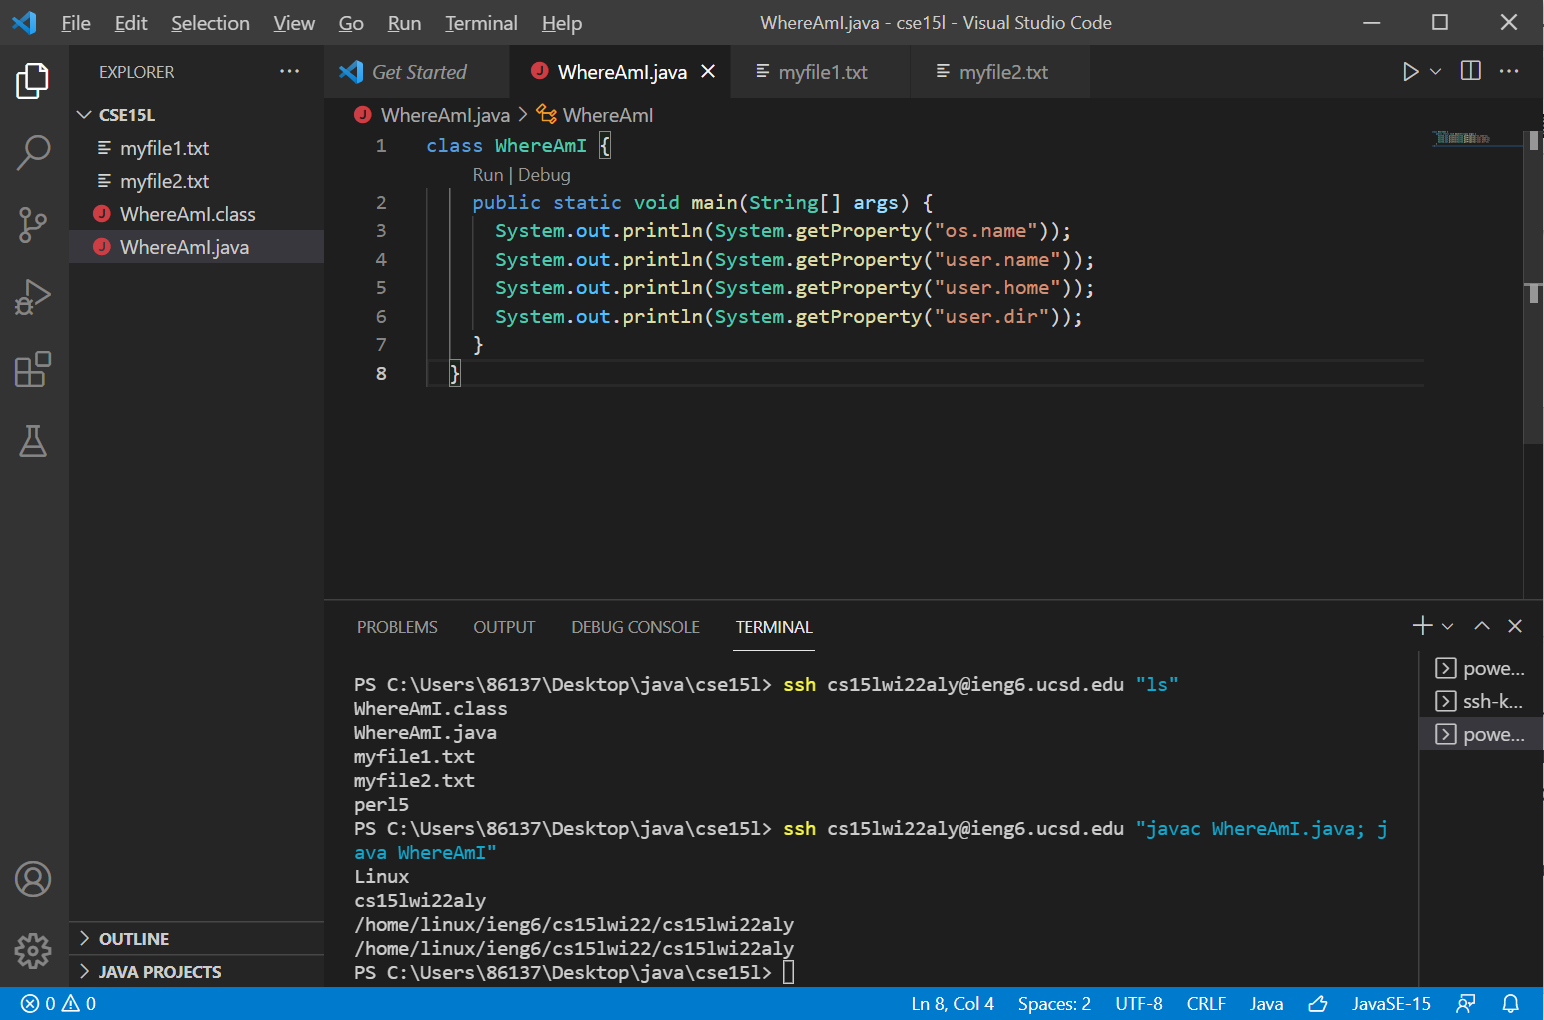 File Edit Selection View Go Run Terminal Help WhereAmI.java - cse15l - Visual Studio Code
EXPLORER
CSE15L
myfile1.txt
myfile2.txt
WhereAmI.class
WhereAmI.java
OUTLINE
JAVA PROJECTS
Get Started WhereAmI.java myfile1.txt myfile2.txt
WhereAmI.java > WhereAmI
1 class WhereAmI {
Run | Debug
2 public static void main(String[] args) {
3 System.out.println(System.getProperty("os.name"));
4 System.out.println(System.getProperty("user.name"));
5 System.out.println(System.getProperty("user.home"));
6 System.out.println(System.getProperty("user.dir"));
7 }
8 }
PROBLEMS OUTPUT DEBUG CONSOLE TERMINAL
PS C:\Users\86137\Desktop\java\cse15l> ssh cs15lwi22aly@ieng6.ucsd.edu "ls"
WhereAmI.class
WhereAmI.java
myfile1.txt
myfile2.txt
perl5
PS C:\Users\86137\Desktop\java\cse15l> ssh cs15lwi22aly@ieng6.ucsd.edu "javac WhereAmI.java; j
ava WhereAmI"
Linux
cs15lwi22aly
/home/linux/ieng6/cs15lwi22/cs15lwi22aly
/home/linux/ieng6/cs15lwi22/cs15lwi22aly
PS C:\Users\86137\Desktop\java\cse15l>
powe...
ssh-k...
powe...
0 0 Ln 8, Col 4 Spaces: 2 UTF-8 CRLF Java JavaSE-15